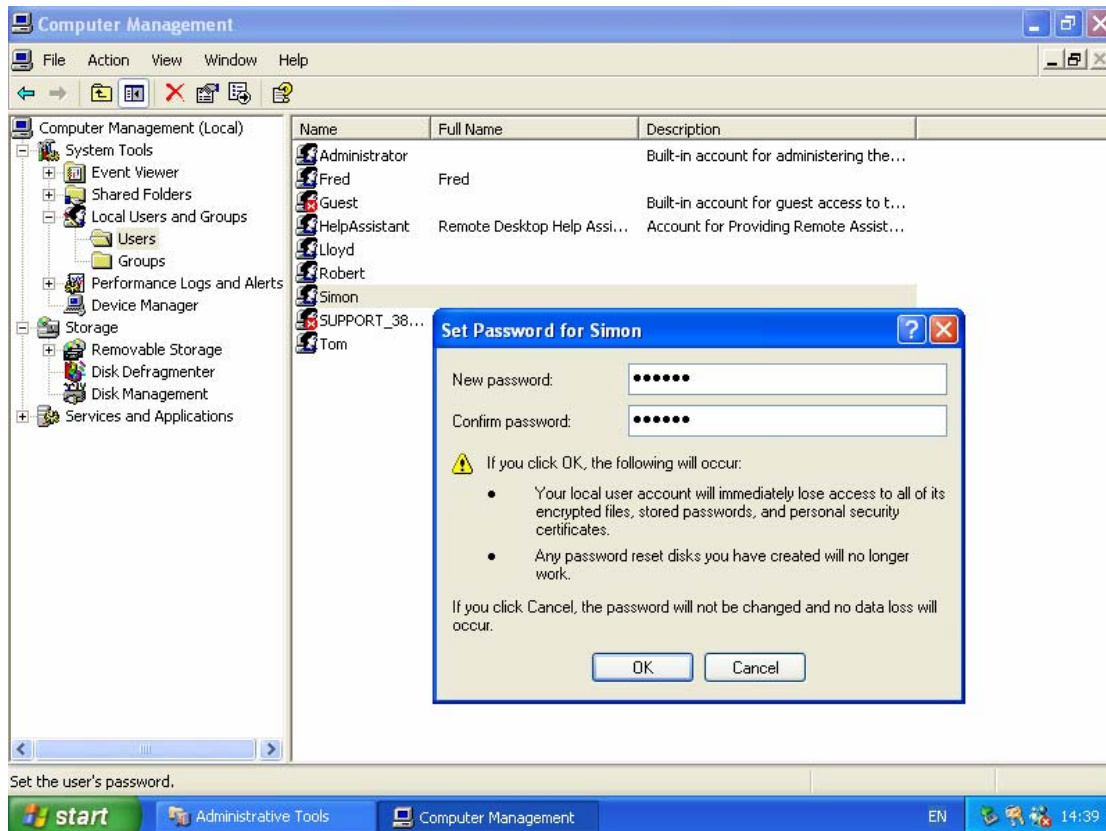 Computer Management
File Action View Window Help
Computer Management (Local)
System Tools
Event Viewer
Shared Folders
Local Users and Groups
Users
Groups
Performance Logs and Alerts
Device Manager
Storage
Removable Storage
Disk Defragmenter
Disk Management
Services and Applications
Name Full Name Description
Administrator Built-in account for administering the...
Fred Fred
Guest Built-in account for guest access to t...
HelpAssistant Remote Desktop Help Assi... Account for Providing Remote Assist...
Lloyd
Robert
Simon
SUPPORT_38...
Tom
Set Password for Simon
New password: ●●●●●●
Confirm password: ●●●●●●
If you click OK, the following will occur:
● Your local user account will immediately lose access to all of its
encrypted files, stored passwords, and personal security
certificates.
● Any password reset disks you have created will no longer
work.
If you click Cancel, the password will not be changed and no data loss will
occur.
OK Cancel
Set the user's password.
start Administrative Tools Computer Management EN 14:39